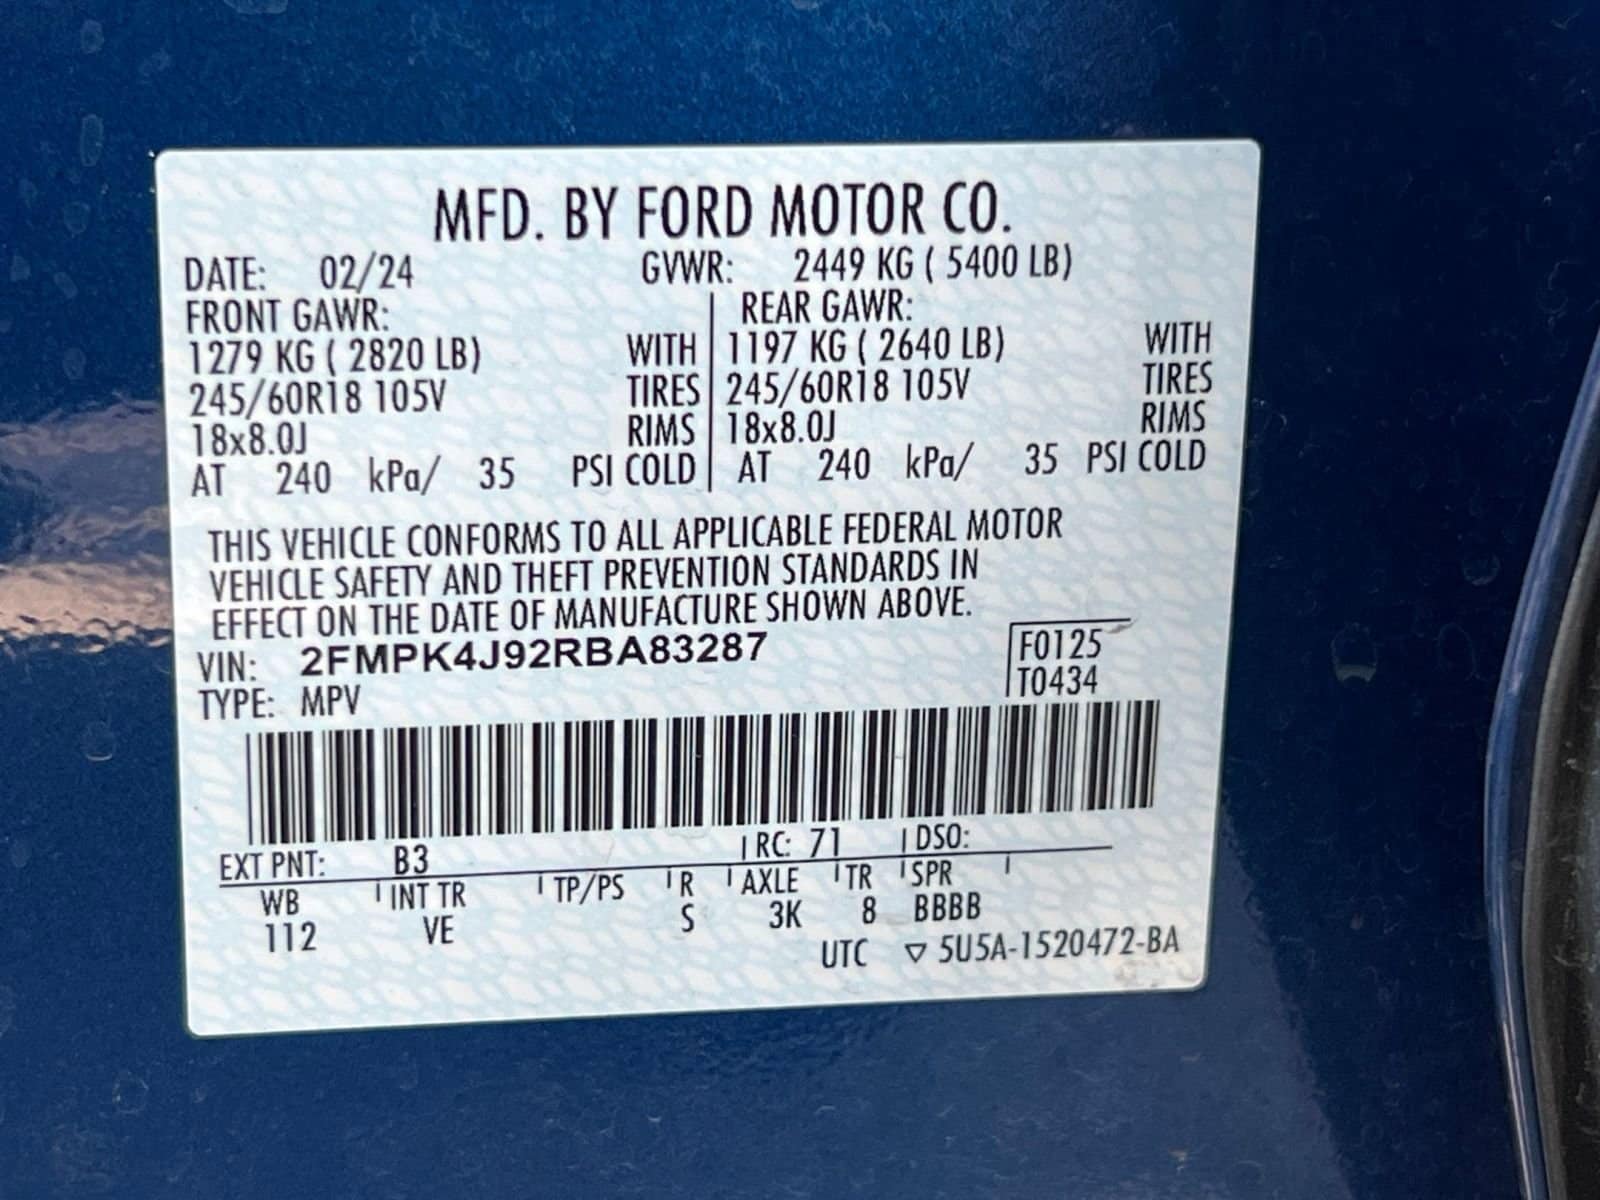 MFD. BY FORD MOTOR CO.
DATE: 02/24 GVWR: 2449 KG ( 5400 LB)
FRONT GAWR: REAR GAWR:
1279 KG ( 2820 LB) WITH 1197 KG ( 2640 LB) WITH
245/60R18 105V TIRES 245/60R18 105V TIRES
18x8.0J RIMS 18x8.0J RIMS
AT 240 kPa/ 35 PSI COLD AT 240 kPa/ 35 PSI COLD
THIS VEHICLE CONFORMS TO ALL APPLICABLE FEDERAL MOTOR
VEHICLE SAFETY AND THEFT PREVENTION STANDARDS IN
EFFECT ON THE DATE OF MANUFACTURE SHOWN ABOVE.
VIN: 2FMPK4J92RBA83287 F0125
TYPE: MPV T0434
EXT PNT: B3 RC: 71 DSO:
WB INT TR TP/PS R AXLE TR SPR
112 VE S 3K 8 BBBB
UTC ▽ 5U5A-1520472-BA